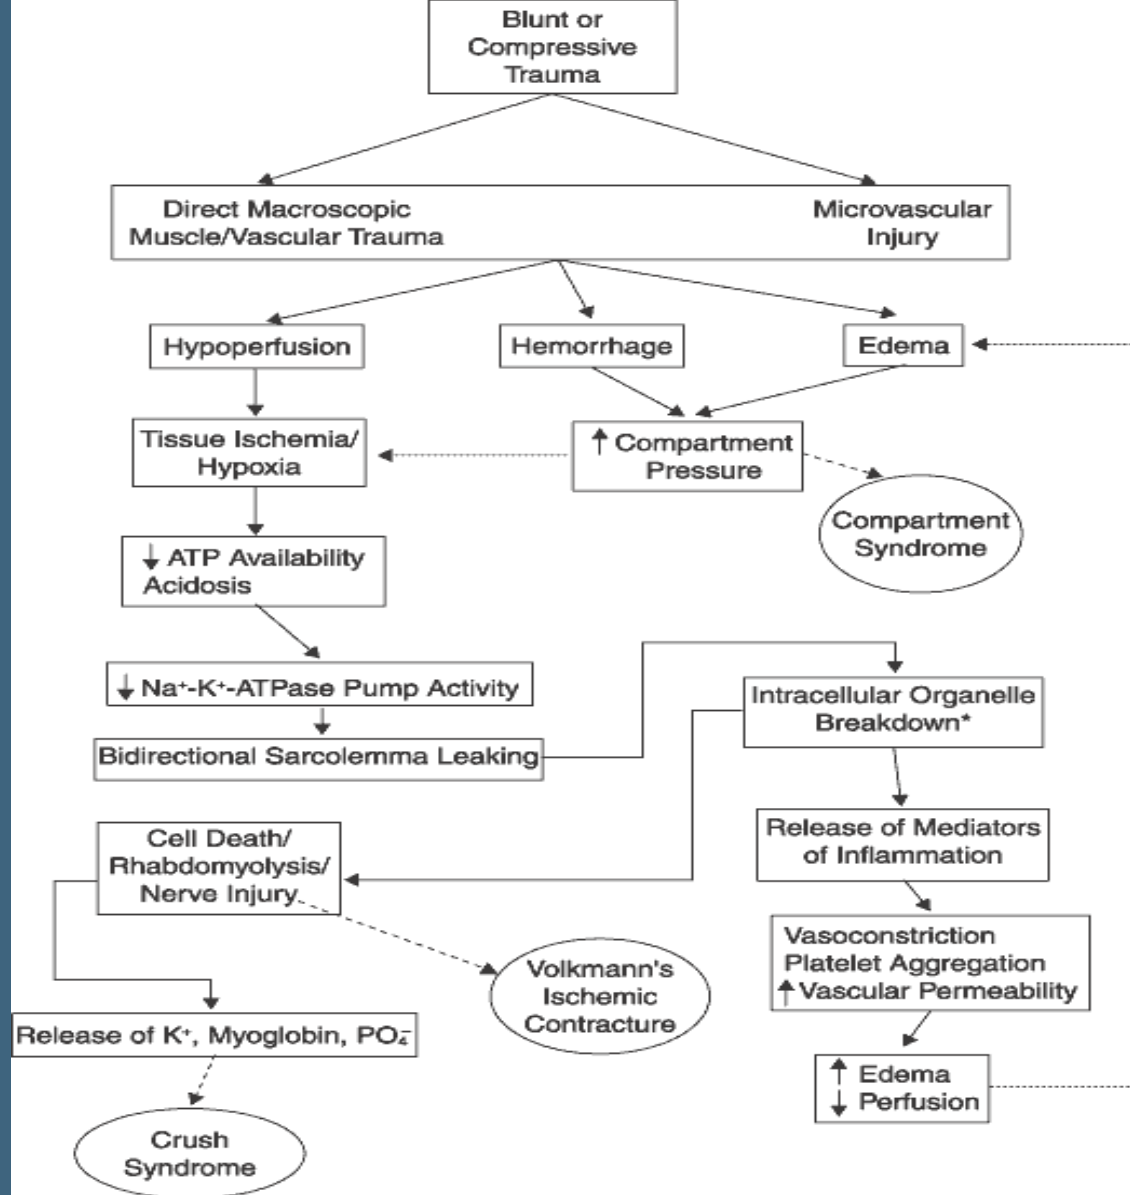 Blunt or
Compressive
Trauma
Direct Macroscopic
Muscle/Vascular Trauma
Microvascular
Injury
Hypoperfusion
Hemorrhage
Edema
Tissue Ischemia/
Hypoxia
↑ Compartment
Pressure
Compartment
Syndrome
↓ ATP Availability
Acidosis
↓ Na⁺-K⁺-ATPase Pump Activity
Bidirectional Sarcolemma Leaking
Intracellular Organelle
Breakdown*
Release of Mediators
of Inflammation
Cell Death/
Rhabdomyolysis/
Nerve Injury
Vasoconstriction
Platelet Aggregation
↑ Vascular Permeability
Volkmann's
Ischemic
Contracture
Release of K⁺, Myoglobin, PO₄⁻
↑ Edema
↓ Perfusion
Crush
Syndrome